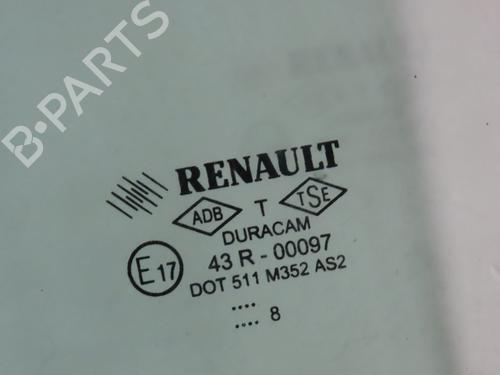 B-PARTS
RENAULT
ADB T TSE
DURACAM
E17 43 R - 00097
DOT 511 M352 AS2
....
.... 8